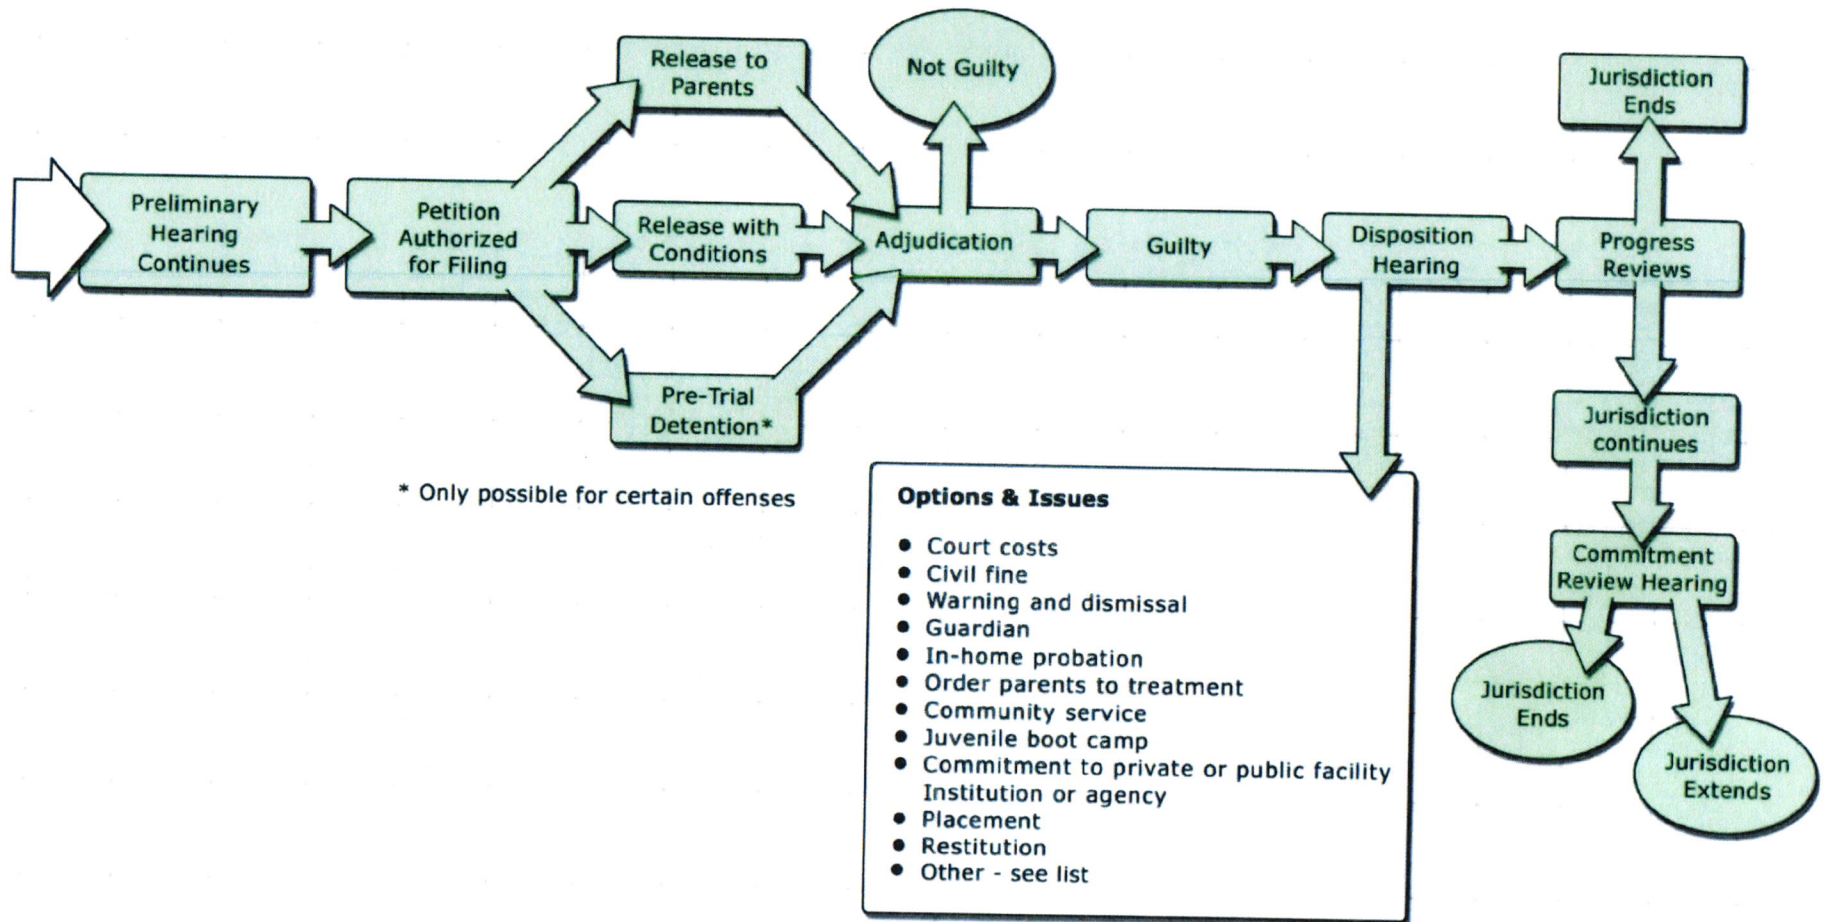 Preliminary
Hearing
Continues
Petition
Authorized
for Filing
Release to
Parents
Release with
Conditions
Pre-Trial
Detention*
* Only possible for certain offenses
Not Guilty
Adjudication
Guilty
Disposition
Hearing
Options & Issues
● Court costs
● Civil fine
● Warning and dismissal
● Guardian
● In-home probation
● Order parents to treatment
● Community service
● Juvenile boot camp
● Commitment to private or public facility
Institution or agency
● Placement
● Restitution
● Other - see list
Progress
Reviews
Jurisdiction
Ends
Jurisdiction
continues
Commitment
Review Hearing
Jurisdiction
Ends
Jurisdiction
Extends